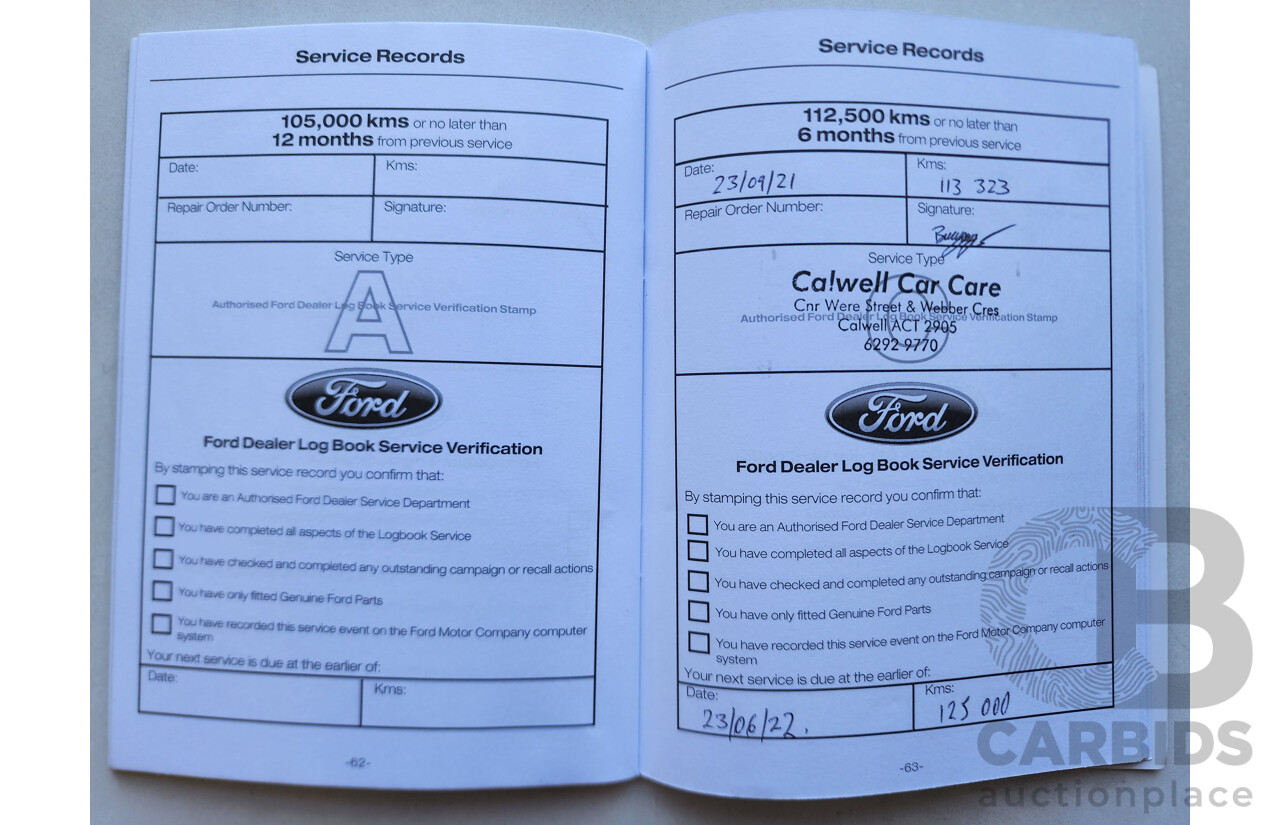 Service Records
105,000 kms or no later than
12 months from previous service
Date:
Kms:
Repair Order Number:
Signature:
Service Type
A
Authorised Ford Dealer Log Book Service Verification Stamp
Ford
Ford Dealer Log Book Service Verification
By stamping this service record you confirm that:
You are an Authorised Ford Dealer Service Department
You have completed all aspects of the Logbook Service
You have checked and completed any outstanding campaign or recall actions
You have only fitted Genuine Ford Parts
You have recorded this service event on the Ford Motor Company computer
system
Your next service is due at the earlier of:
Date:
Kms:
-62-
Service Records
112,500 kms or no later than
6 months from previous service
Date:
23/09/21
Kms:
113 323
Repair Order Number:
Signature:
Service Type
Calwell Car Care
Cnr Were Street & Webber Cres
Authorised Ford Dealer Log Book Service Verification Stamp
Calwell ACT 2905
6292 9770
Ford
Ford Dealer Log Book Service Verification
By stamping this service record you confirm that:
You are an Authorised Ford Dealer Service Department
You have completed all aspects of the Logbook Service
You have checked and completed any outstanding campaign or recall actions
You have only fitted Genuine Ford Parts
You have recorded this service event on the Ford Motor Company computer
system
Your next service is due at the earlier of:
Date:
23/06/22.
Kms:
125 000
-63-
CB
CARBIDS
auctionplace